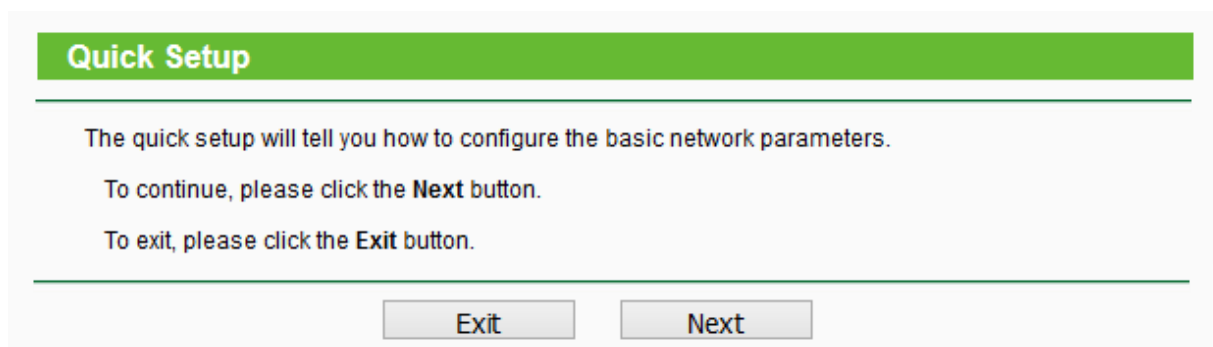 Quick Setup
The quick setup will tell you how to configure the basic network parameters.
To continue, please click the Next button.
To exit, please click the Exit button.
Exit Next